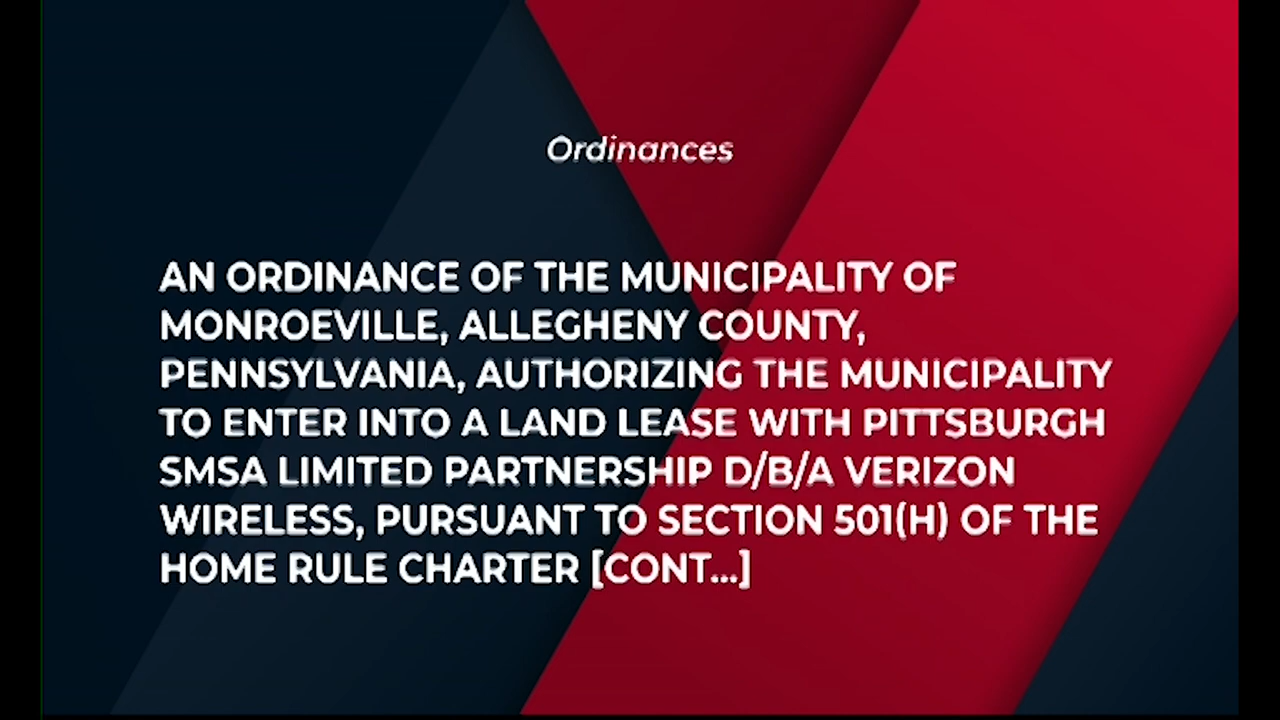 Ordinances
AN ORDINANCE OF THE MUNICIPALITY OF
MONROEVILLE, ALLEGHENY COUNTY,
PENNSYLVANIA, AUTHORIZING THE MUNICIPALITY
TO ENTER INTO A LAND LEASE WITH PITTSBURGH
SMSA LIMITED PARTNERSHIP D/B/A VERIZON
WIRELESS, PURSUANT TO SECTION 501(H) OF THE
HOME RULE CHARTER [CONT...]